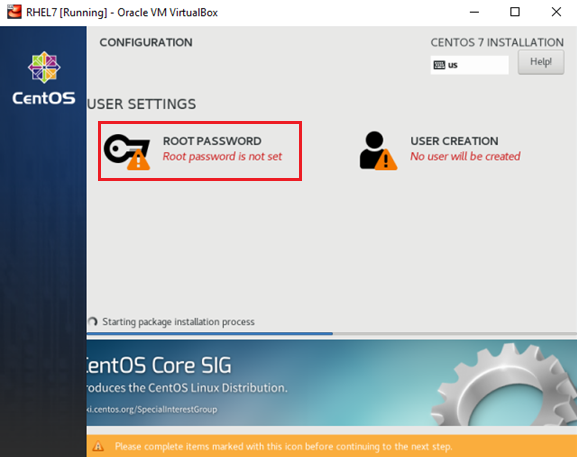 RHEL7 [Running] - Oracle VM VirtualBox
CONFIGURATION
CENTOS 7 INSTALLATION
us
Help!
CentOS
USER SETTINGS
ROOT PASSWORD
Root password is not set
USER CREATION
No user will be created
Starting package installation process
entOS Core SIG
roduces the CentOS Linux Distribution.
ki.centos.org/SpecialInterestGroup
Please complete items marked with this icon before continuing to the next step.